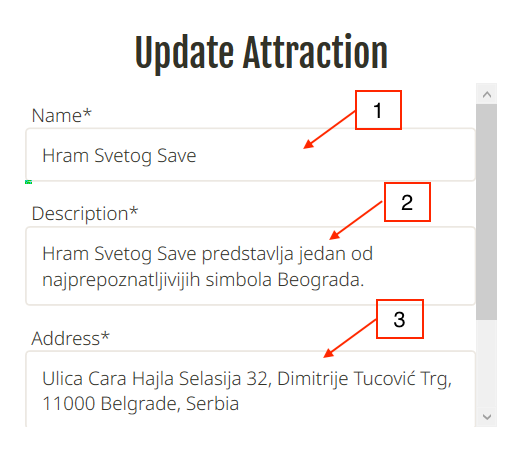 Update Attraction
1
Name*
Hram Svetog Save
2
Description*
Hram Svetog Save predstavlja jedan od
najprepoznatljivijih simbola Beograda.
3
Address*
Ulica Cara Hajla Selasija 32, Dimitrije Tucović Trg,
11000 Belgrade, Serbia